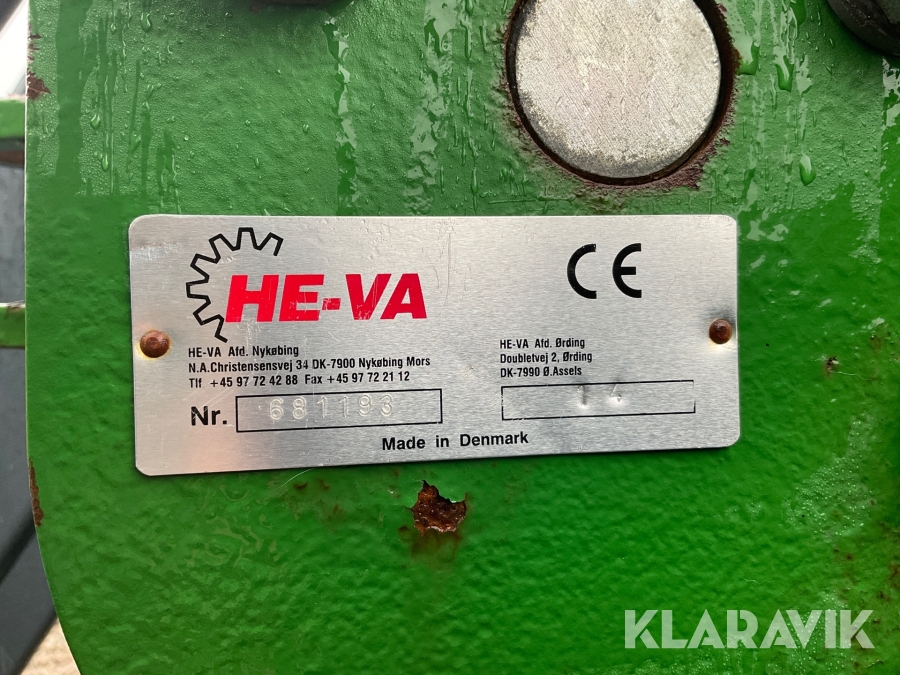 HE-VA
CE
HE-VA Afd. Nykøbing
N.A.Christensensvej 34 DK-7900 Nykøbing Mors
Tlf +45 97 72 42 88 Fax +45 97 72 21 12
HE-VA Afd. Ørding
Doubletvej 2, Ørding
DK-7990 Ø.Assels
Nr. 681193
14
Made in Denmark
KLARAVIK